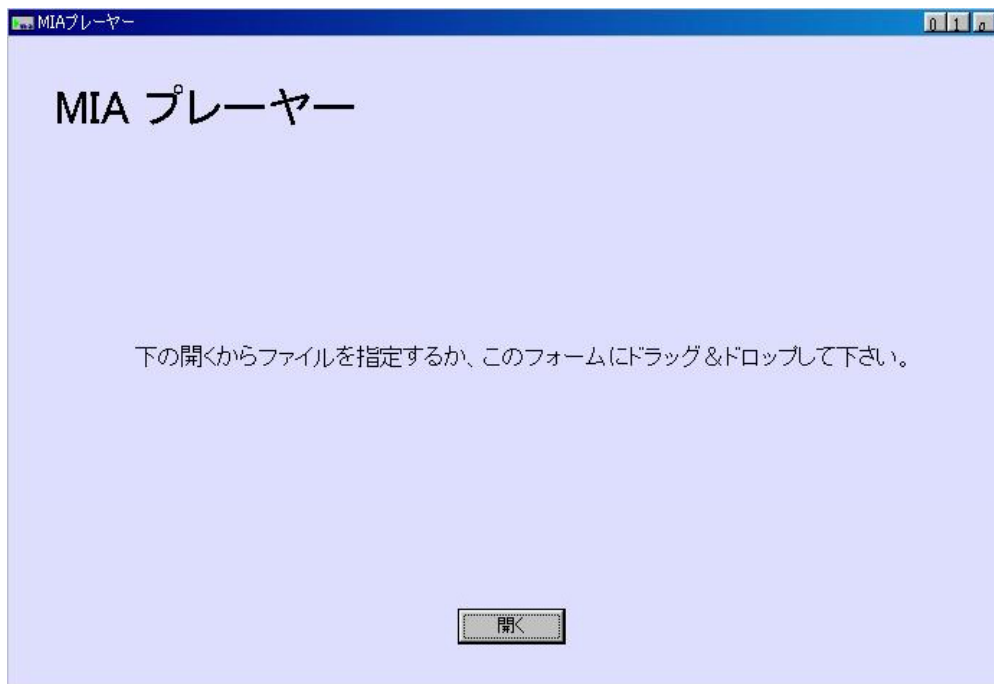 MIAプレーヤー
0 1 r
MIA プレーヤー
下の開くからファイルを指定するか、このフォームにドラッグ＆ドロップして下さい。
開く